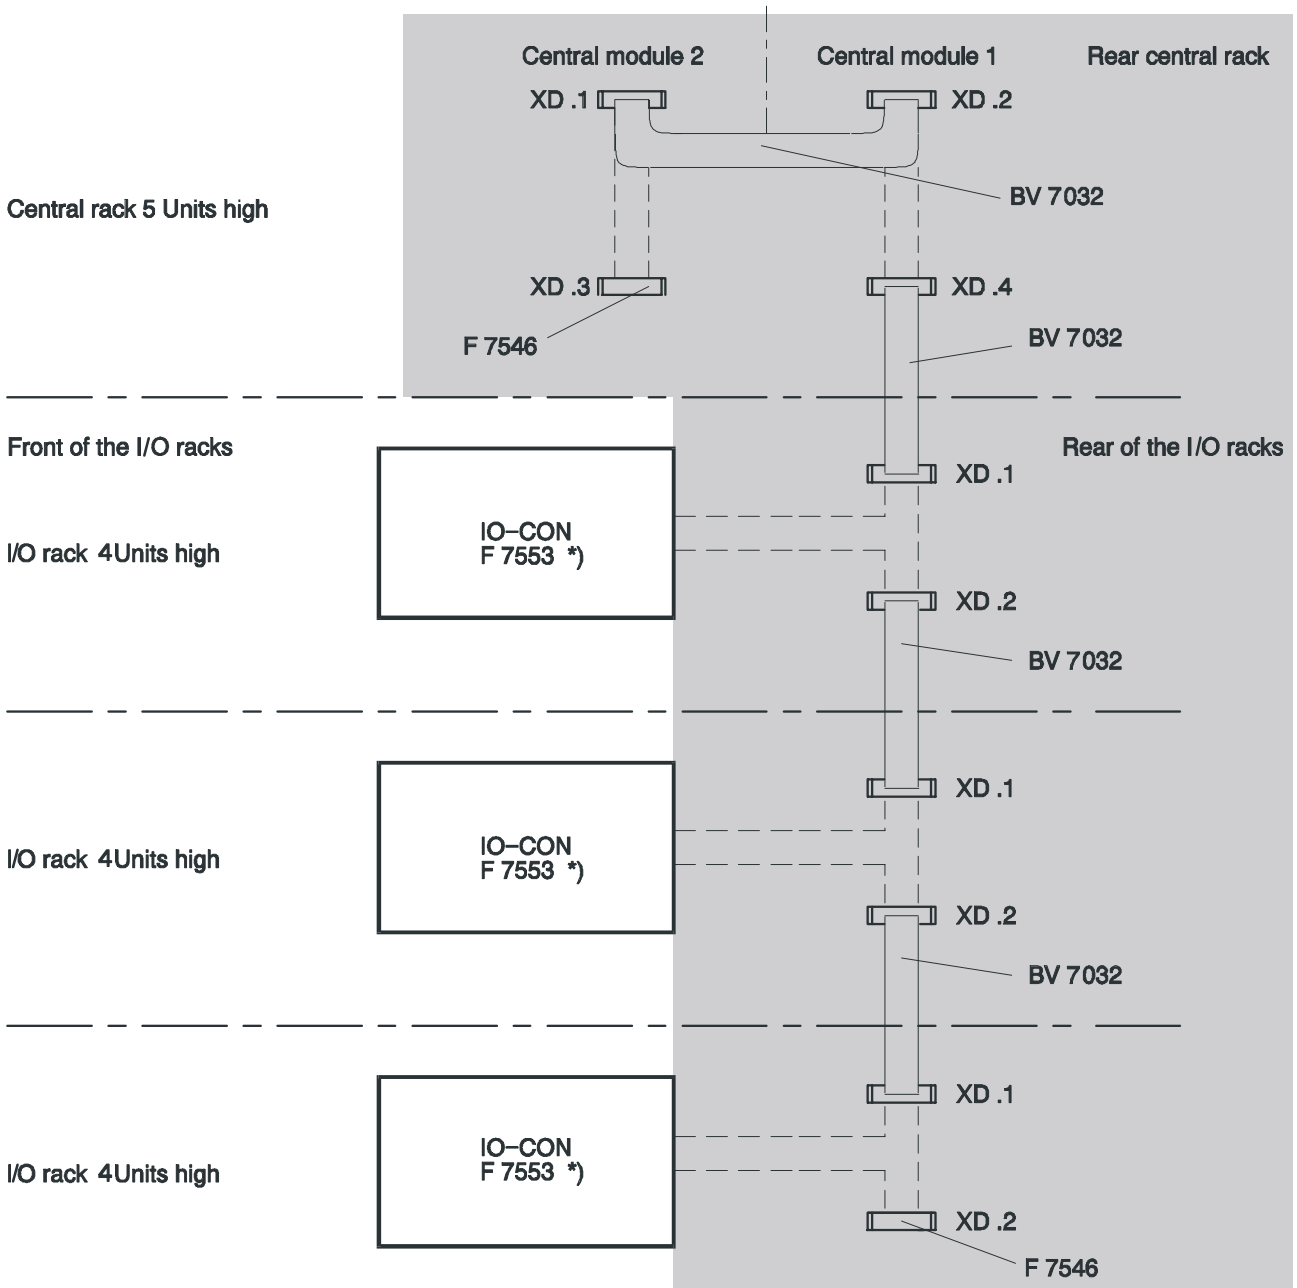 Central module 2
Central module 1
Rear central rack
XD .1
XD .2
BV 7032
Central rack 5 Units high
XD .3
XD .4
F 7546
BV 7032
Front of the I/O racks
Rear of the I/O racks
XD .1
IO-CON
F 7553 *)
I/O rack 4Units high
XD .2
BV 7032
XD .1
IO-CON
F 7553 *)
I/O rack 4Units high
XD .2
BV 7032
XD .1
IO-CON
F 7553 *)
I/O rack 4Units high
XD .2
F 7546